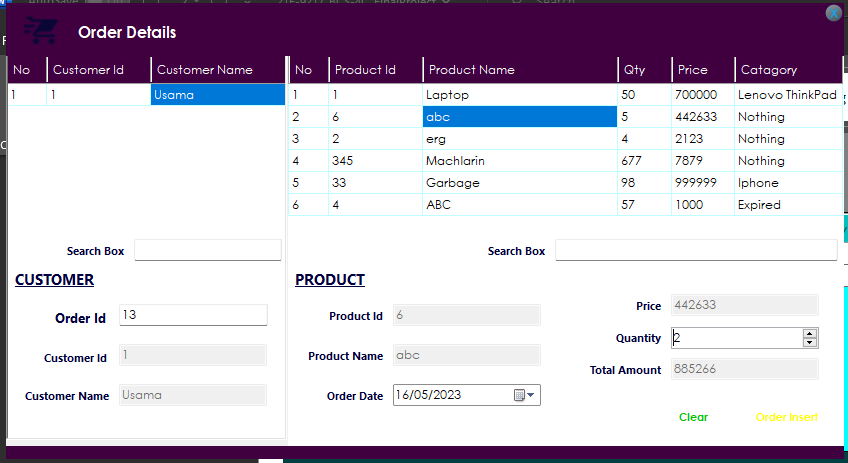 Order Details
No Customer Id Customer Name
1 1 Usama
No Product Id Product Name Qty Price Catagory
1 1 Laptop 50 700000 Lenovo ThinkPad
2 6 abc 5 442633 Nothing
3 2 erg 4 2123 Nothing
4 345 Machlarin 677 7879 Nothing
5 33 Garbage 98 999999 Iphone
6 4 ABC 57 1000 Expired
Search Box
Search Box
CUSTOMER
Order Id 13
Customer Id 1
Customer Name Usama
PRODUCT
Product Id 6
Product Name abc
Order Date 16/05/2023
Price 442633
Quantity 2
Total Amount 885266
Clear Order Insert